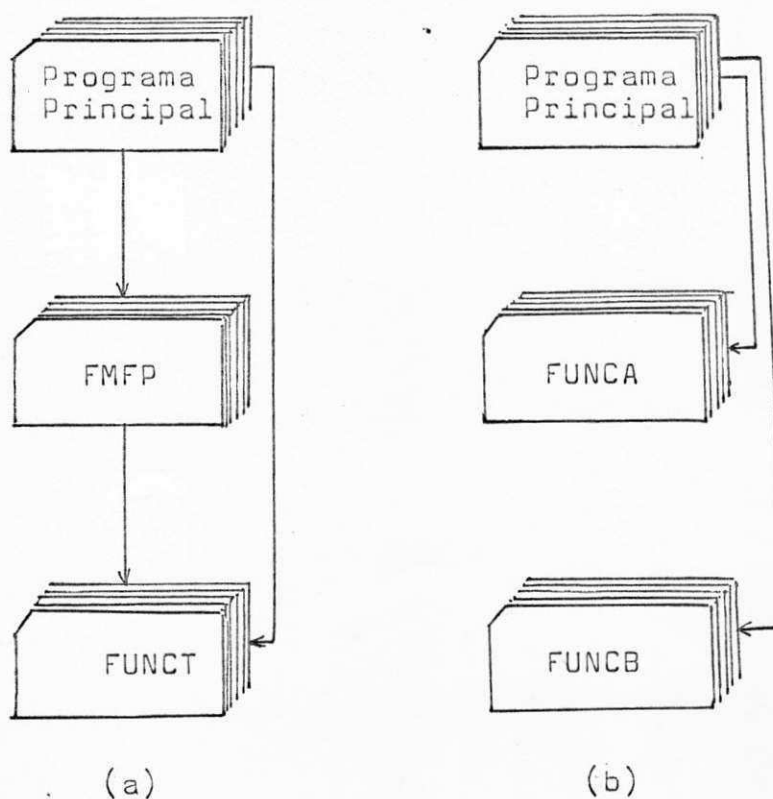 Programa
Principal
FMFP
FUNCT
(a)
Programa
Principal
FUNCA
FUNCB
(b)